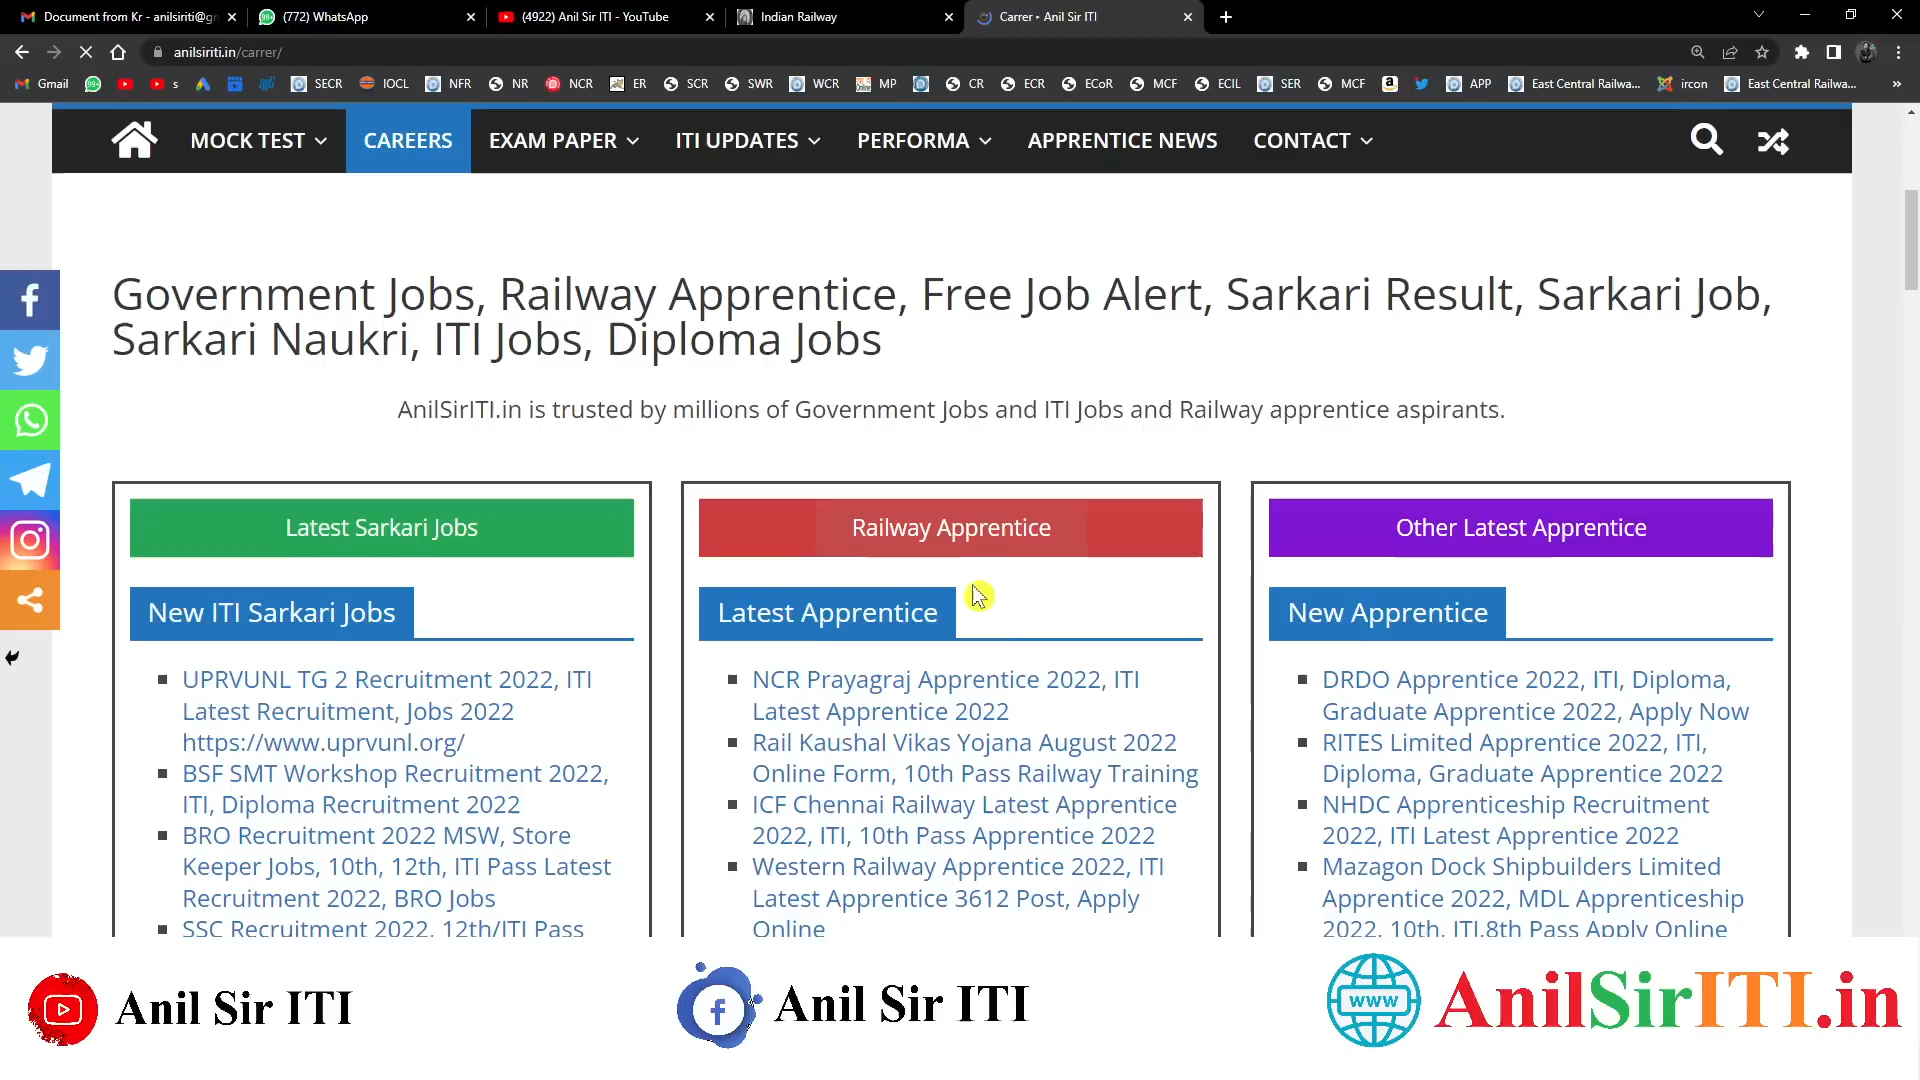 Document from Kr - anilsiriti@gm
(772) WhatsApp
(4922) Anil Sir ITI - YouTube
Indian Railway
Carrer • Anil Sir ITI
anilsiriti.in/carrer/
Gmail
s
SECR
IOCL
NFR
NR
NCR
ER
SCR
SWR
WCR
MP
CR
ECR
ECoR
MCF
ECIL
SER
MCF
APP
East Central Railwa...
ircon
East Central Railwa...
MOCK TEST
CAREERS
EXAM PAPER
ITI UPDATES
PERFORMA
APPRENTICE NEWS
CONTACT
Government Jobs, Railway Apprentice, Free Job Alert, Sarkari Result, Sarkari Job,
Sarkari Naukri, ITI Jobs, Diploma Jobs
AnilSirITI.in is trusted by millions of Government Jobs and ITI Jobs and Railway apprentice aspirants.
Latest Sarkari Jobs
New ITI Sarkari Jobs
UPRVUNL TG 2 Recruitment 2022, ITI
Latest Recruitment, Jobs 2022
https://www.uprvunl.org/
BSF SMT Workshop Recruitment 2022,
ITI, Diploma Recruitment 2022
BRO Recruitment 2022 MSW, Store
Keeper Jobs, 10th, 12th, ITI Pass Latest
Recruitment 2022, BRO Jobs
SSC Recruitment 2022, 12th/ITI Pass
Railway Apprentice
Latest Apprentice
NCR Prayagraj Apprentice 2022, ITI
Latest Apprentice 2022
Rail Kaushal Vikas Yojana August 2022
Online Form, 10th Pass Railway Training
ICF Chennai Railway Latest Apprentice
2022, ITI, 10th Pass Apprentice 2022
Western Railway Apprentice 2022, ITI
Latest Apprentice 3612 Post, Apply
Online
Other Latest Apprentice
New Apprentice
DRDO Apprentice 2022, ITI, Diploma,
Graduate Apprentice 2022, Apply Now
RITES Limited Apprentice 2022, ITI,
Diploma, Graduate Apprentice 2022
NHDC Apprenticeship Recruitment
2022, ITI Latest Apprentice 2022
Mazagon Dock Shipbuilders Limited
Apprentice 2022, MDL Apprenticeship
2022, 10th, ITI,8th Pass Apply Online
Anil Sir ITI
Anil Sir ITI
www
AnilSirITI.in